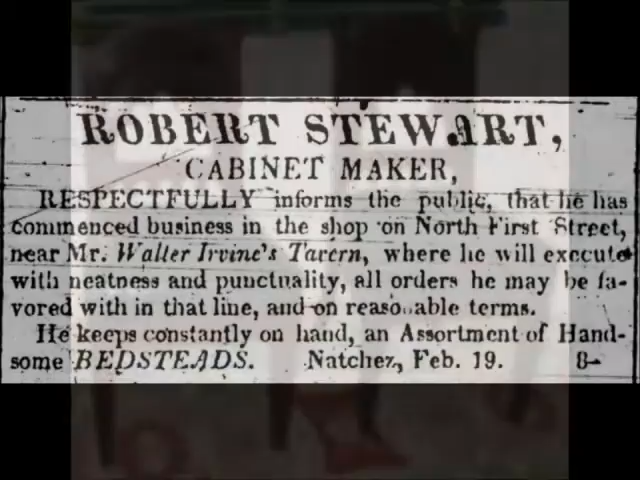 ROBERT STEWART,
CABINET MAKER,
RESPECTFULLY informs the public, that he has
commenced business in the shop on North First Street,
near Mr. Walter Irvine's Tavern, where he will execute
with neatness and punctuality, all orders he may be fa-
vored with in that line, and on reasonable terms.
He keeps constantly on hand, an Assortment of Hand-
some BEDSTEADS. Natchez, Feb. 19. 8-